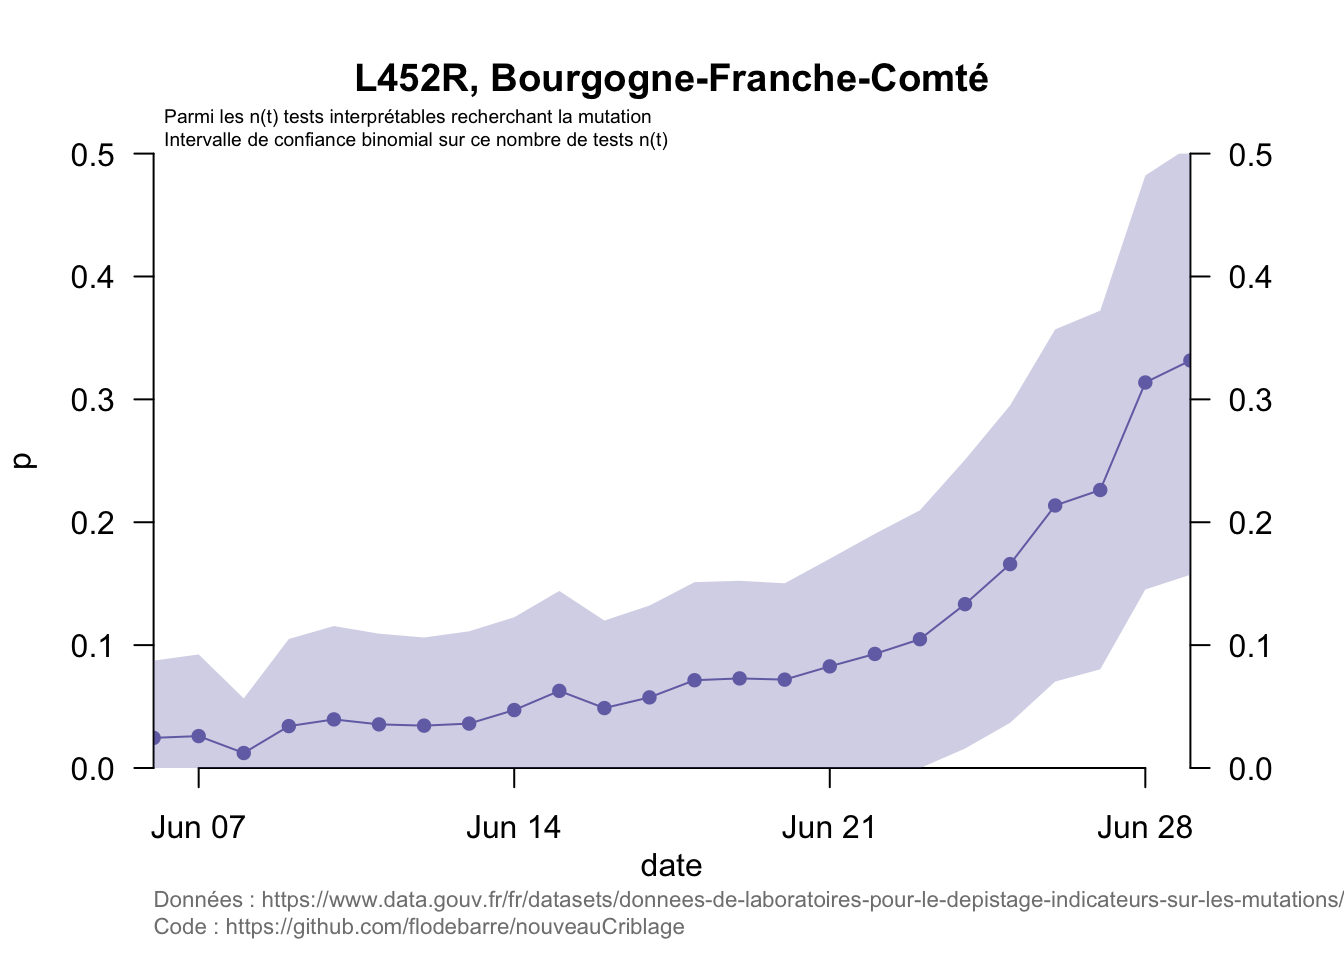 L452R, Bourgogne-Franche-Comté
Parmi les n(t) tests interprétables recherchant la mutation
Intervalle de confiance binomial sur ce nombre de tests n(t)
0.5
0.5
0.4
0.4
0.3
0.3
p
0.2
0.2
0.1
0.1
0.0
0.0
Jun 07 Jun 14 Jun 21 Jun 28
date
Données : https://www.data.gouv.fr/fr/datasets/donnees-de-laboratoires-pour-le-depistage-indicateurs-sur-les-mutations/
Code : https://github.com/flodebarre/nouveauCriblage